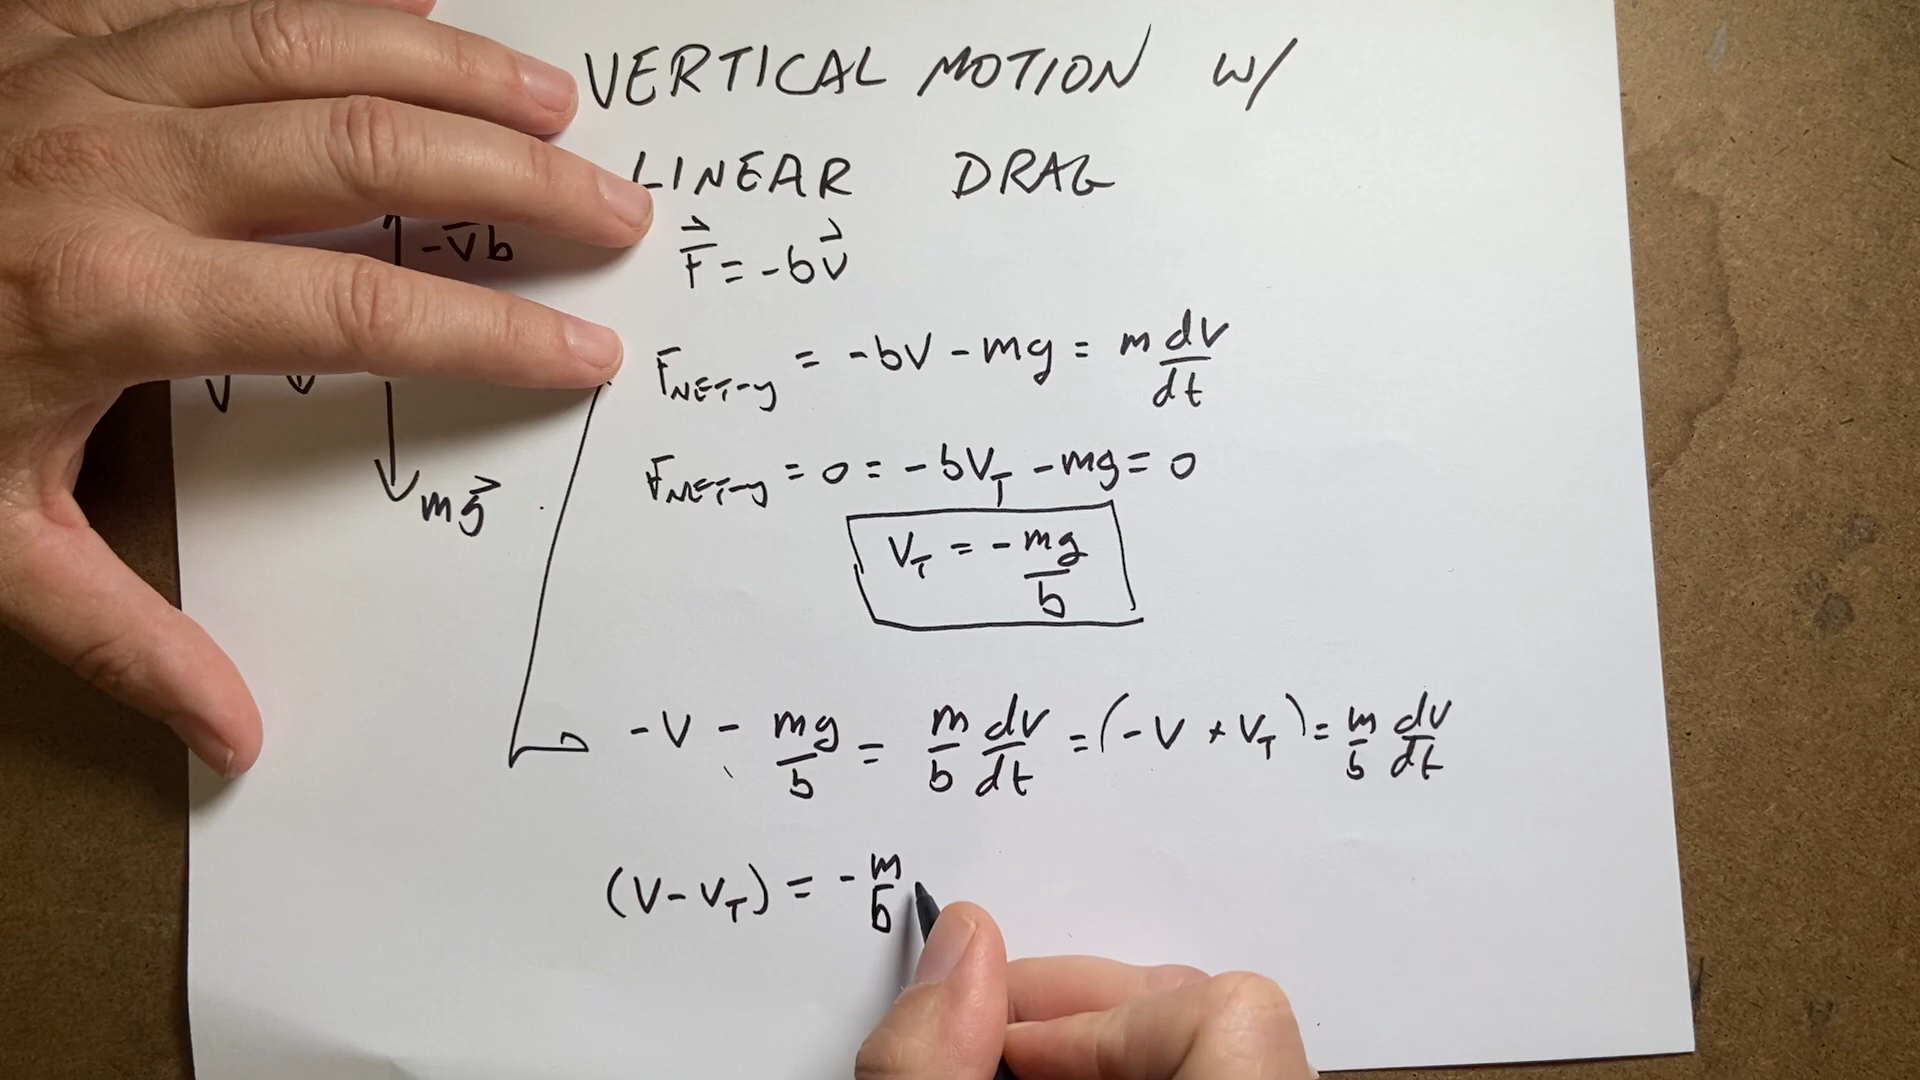 VERTICAL MOTION W/
LINEAR DRAG
-v̄b
F⃗ = -bv⃗
F_NET-y = -bV - mg = m dv/dt
V
mg⃗
F_NET-y = 0 = -bV_T - mg = 0
V_T = - mg/b
-V - mg/b = m/b dv/dt = (-V + V_T) = m/b dv/dt
(V - V_T) = - m/b